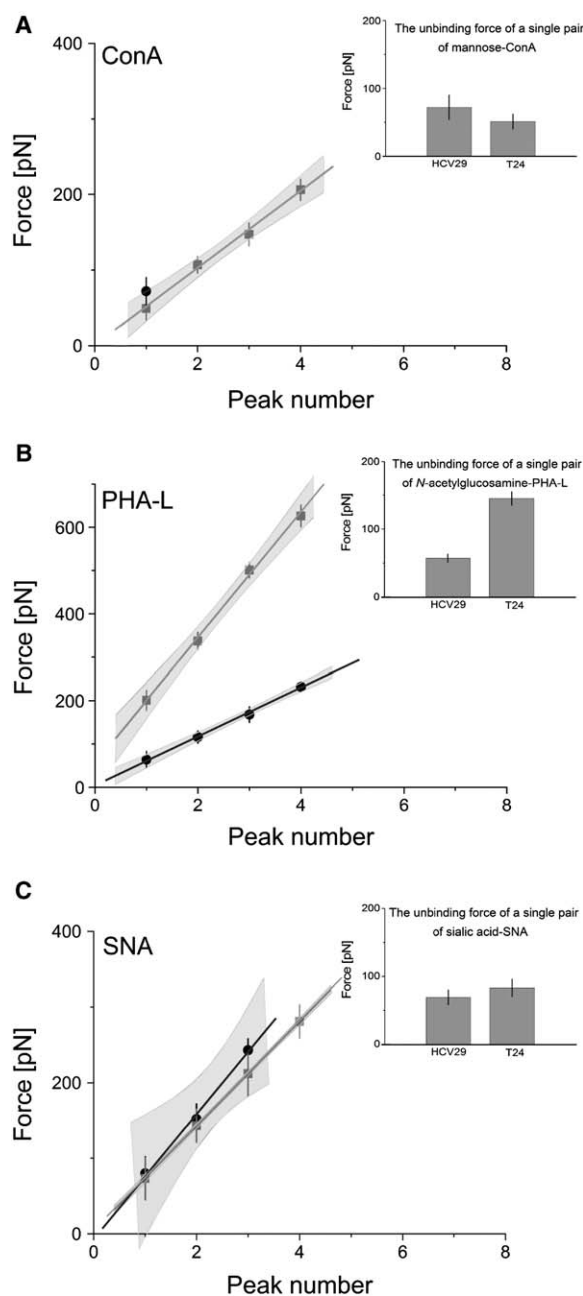 A
ConA
Force [pN]
400
200
0
0 2 4 6 8
Peak number
The unbinding force of a single pair
of mannose-ConA
Force [pN]
200
100
0
HCV29 T24
B
PHA-L
Force [pN]
600
400
200
0
0 2 4 6 8
Peak number
The unbinding force of a single pair
of N-acetylglucosamine-PHA-L
Force [pN]
200
100
0
HCV29 T24
C
SNA
Force [pN]
400
200
0
0 2 4 6 8
Peak number
The unbinding force of a single pair
of sialic acid-SNA
Force [pN]
200
100
0
HCV29 T24